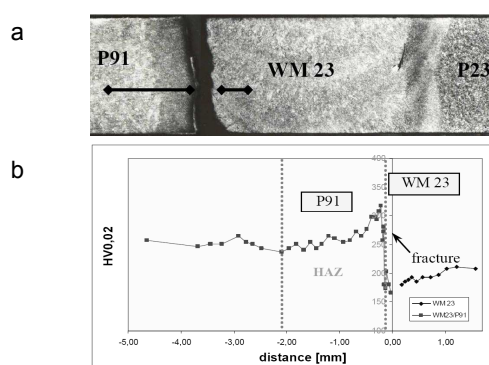 a
P91
WM 23
P23
b
HV0,02
400
350
300
250
200
150
100
P91
WM 23
HAZ
fracture
WM 23
WM23/P91
-5,00
-4,00
-3,00
-2,00
-1,00
0,00
1,00
distance [mm]